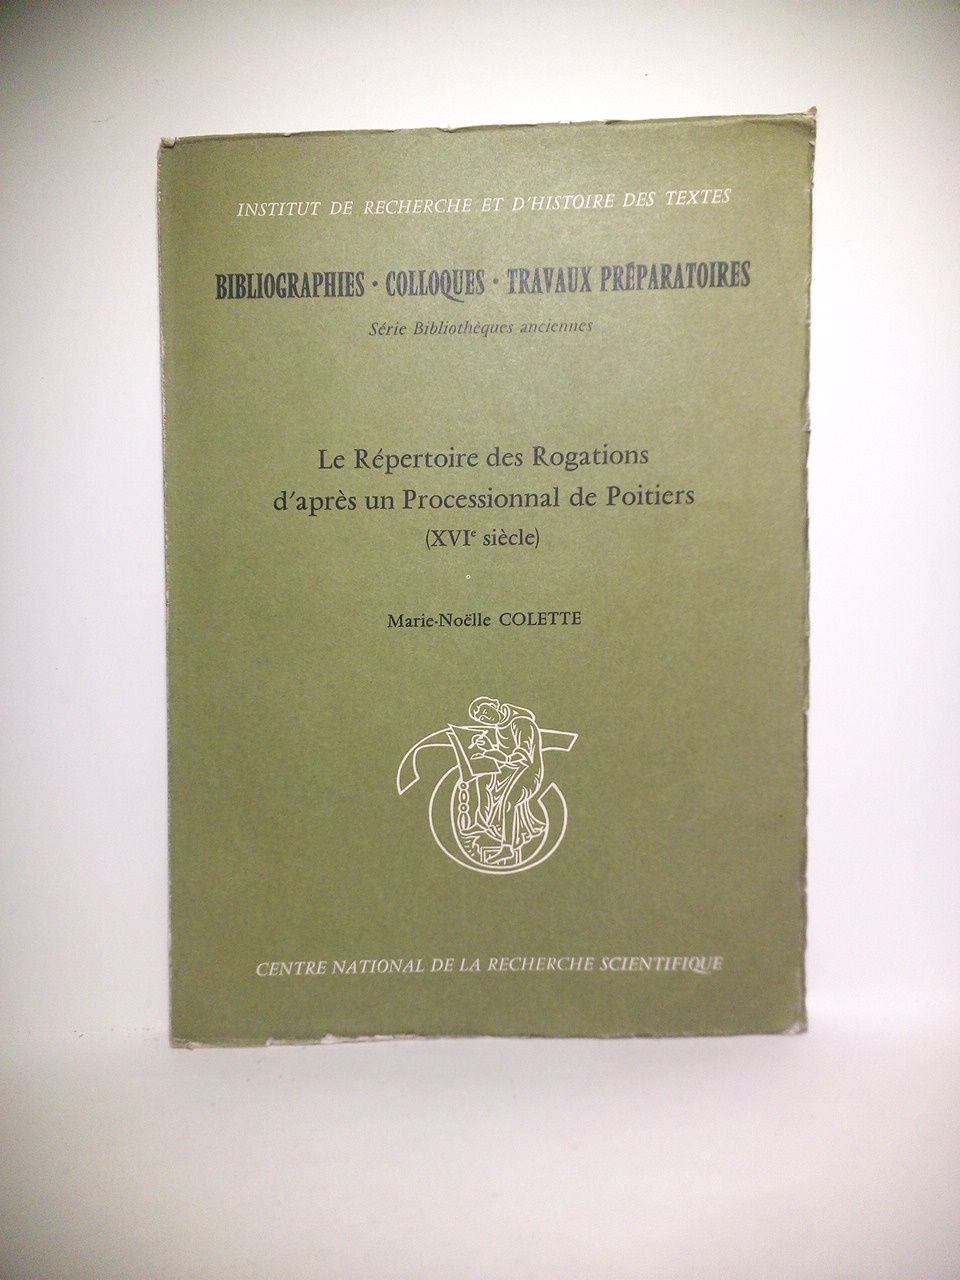 INSTITUT DE RECHERCHE ET D'HISTOIRE DES TEXTES
BIBLIOGRAPHIES · COLLOQUES · TRAVAUX PRÉPARATOIRES
Série Bibliothèques anciennes
Le Répertoire des Rogations
d'après un Processionnal de Poitiers
(XVIe siècle)
Marie-Noëlle COLETTE
CENTRE NATIONAL DE LA RECHERCHE SCIENTIFIQUE